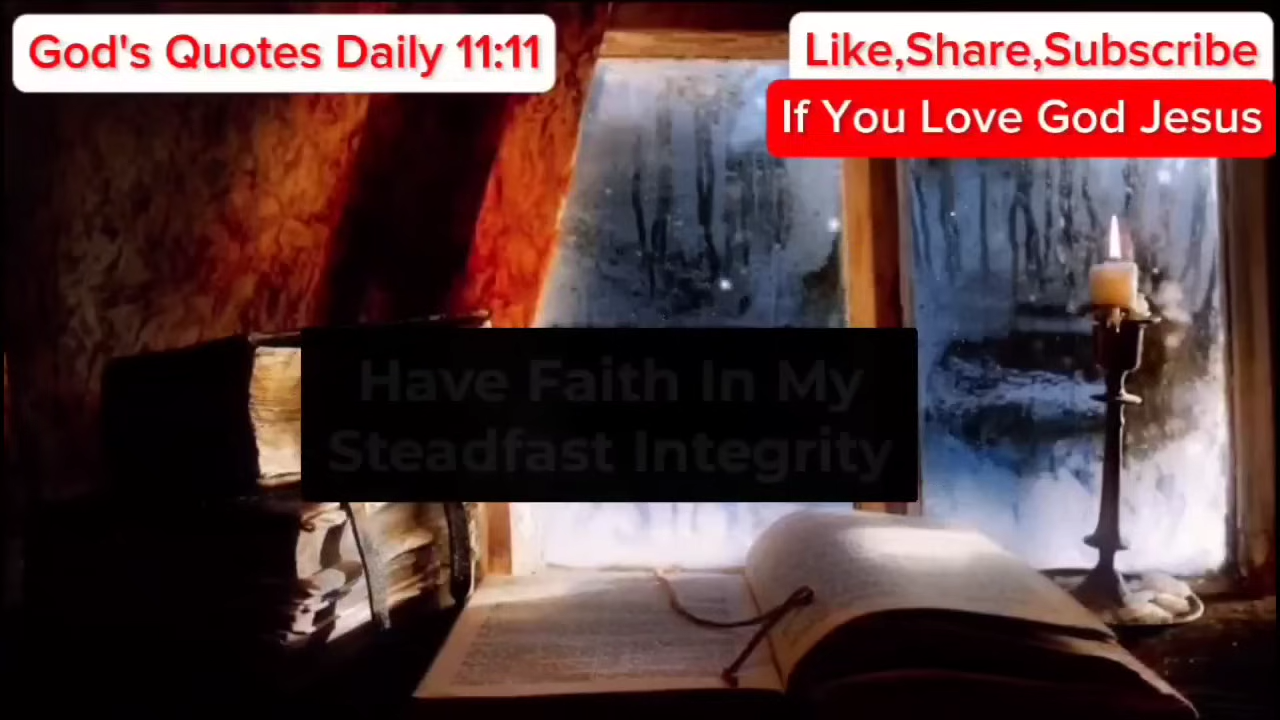 God's Quotes Daily 11:11
Like,Share,Subscribe
If You Love God Jesus
Have Faith In My
Steadfast Integrity